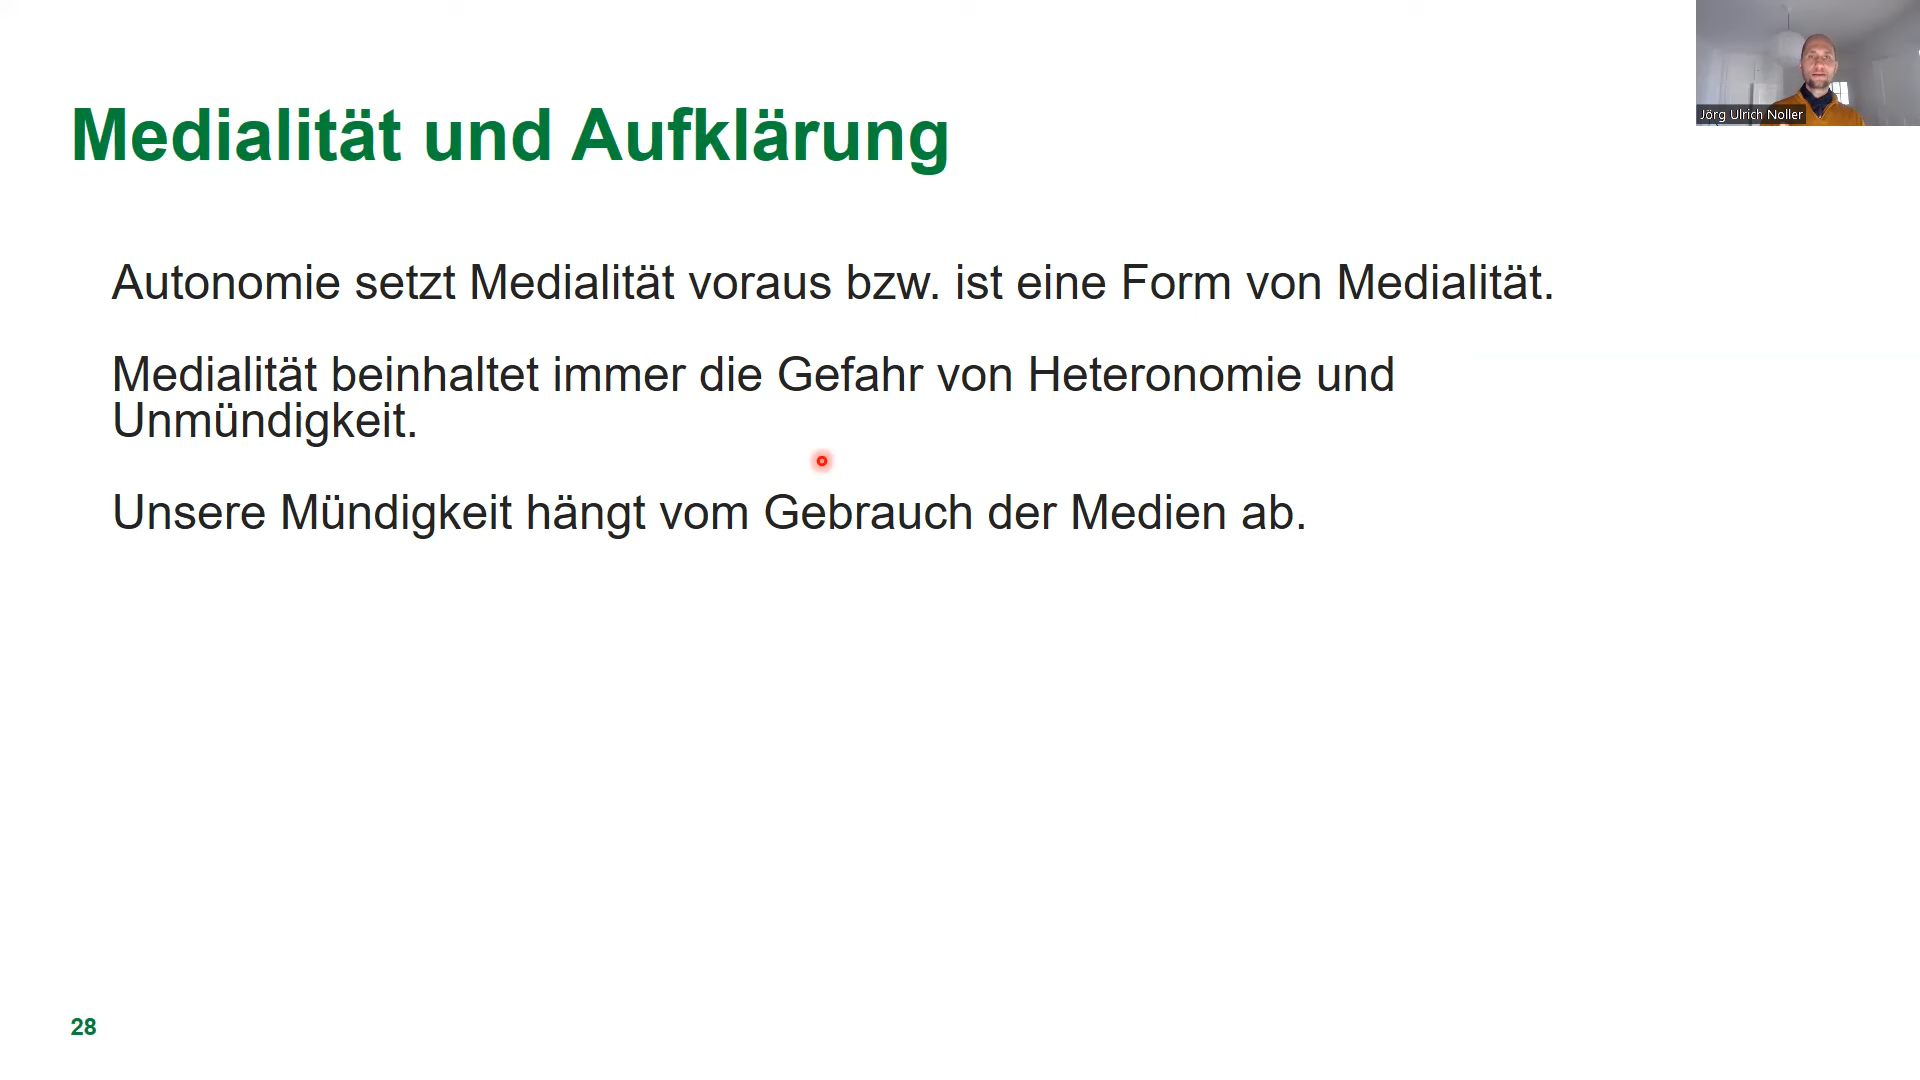 Medialität und Aufklärung
Jörg Ulrich Noller
Autonomie setzt Medialität voraus bzw. ist eine Form von Medialität.
Medialität beinhaltet immer die Gefahr von Heteronomie und
Unmündigkeit.
Unsere Mündigkeit hängt vom Gebrauch der Medien ab.
28